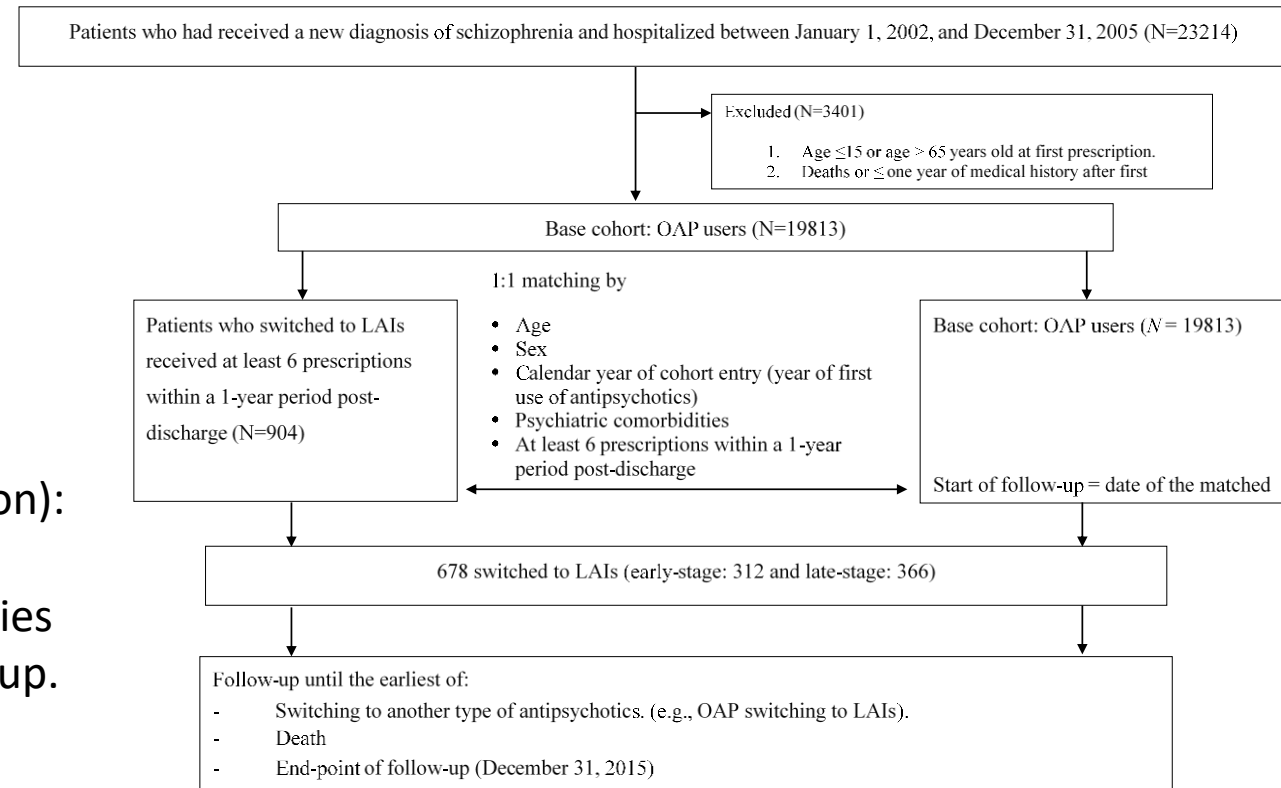 Patients who had received a new diagnosis of schizophrenia and hospitalized between January 1, 2002, and December 31, 2005 (N=23214)
Excluded (N=3401)
1. Age ≤15 or age > 65 years old at first prescription.
2. Deaths or ≤ one year of medical history after first
Base cohort: OAP users (N=19813)
1:1 matching by
• Age
• Sex
• Calendar year of cohort entry (year of first
use of antipsychotics)
• Psychiatric comorbidities
• At least 6 prescriptions within a 1-year
period post-discharge
Patients who switched to LAIs
received at least 6 prescriptions
within a 1-year period post-
discharge (N=904)
Base cohort: OAP users (N = 19813)
Start of follow-up = date of the matched
on):
ies
up.
678 switched to LAIs (early-stage: 312 and late-stage: 366)
Follow-up until the earliest of:
- Switching to another type of antipsychotics. (e.g., OAP switching to LAIs).
- Death
- End-point of follow-up (December 31, 2015)